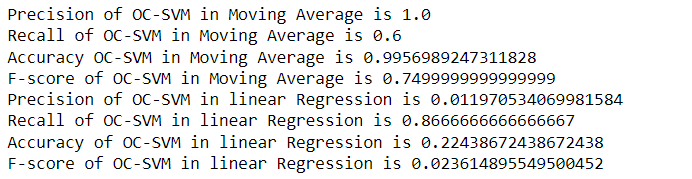 Precision of OC-SVM in Moving Average is 1.0
Recall of OC-SVM in Moving Average is 0.6
Accuracy OC-SVM in Moving Average is 0.9956989247311828
F-score of OC-SVM in Moving Average is 0.7499999999999999
Precision of OC-SVM in linear Regression is 0.011970534069981584
Recall of OC-SVM in linear Regression is 0.8666666666666667
Accuracy of OC-SVM in linear Regression is 0.22438672438672438
F-score of OC-SVM in linear Regression is 0.023614895549500452